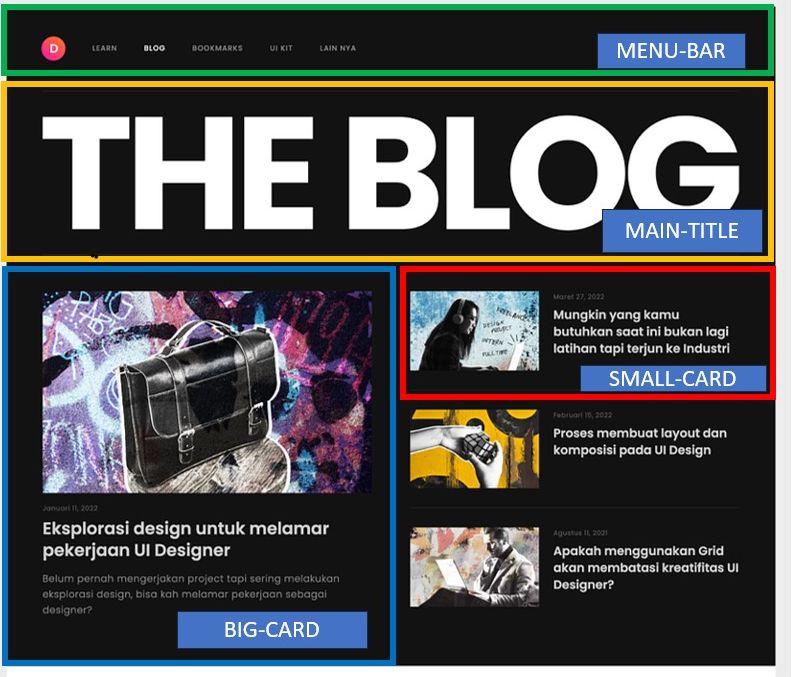 D LEARN BLOG BOOKMARKS UI KIT LAIN NYA
MENU-BAR
THE BLOG
MAIN-TITLE
Januari 11, 2022
Eksplorasi design untuk melamar
pekerjaan UI Designer
Belum pernah mengerjakan project tapi sering melakukan
eksplorasi design, bisa kah melamar pekerjaan sebagai
designer?
BIG-CARD
FREELANCE
DESIGN
PROJECT
INTERN
FULL TIME
Maret 27, 2022
Mungkin yang kamu
butuhkan saat ini bukan lagi
latihan tapi terjun ke Industri
SMALL-CARD
Februari 15, 2022
Proses membuat layout dan
komposisi pada UI Design
Agustus 11, 2021
Apakah menggunakan Grid
akan membatasi kreatifitas UI
Designer?